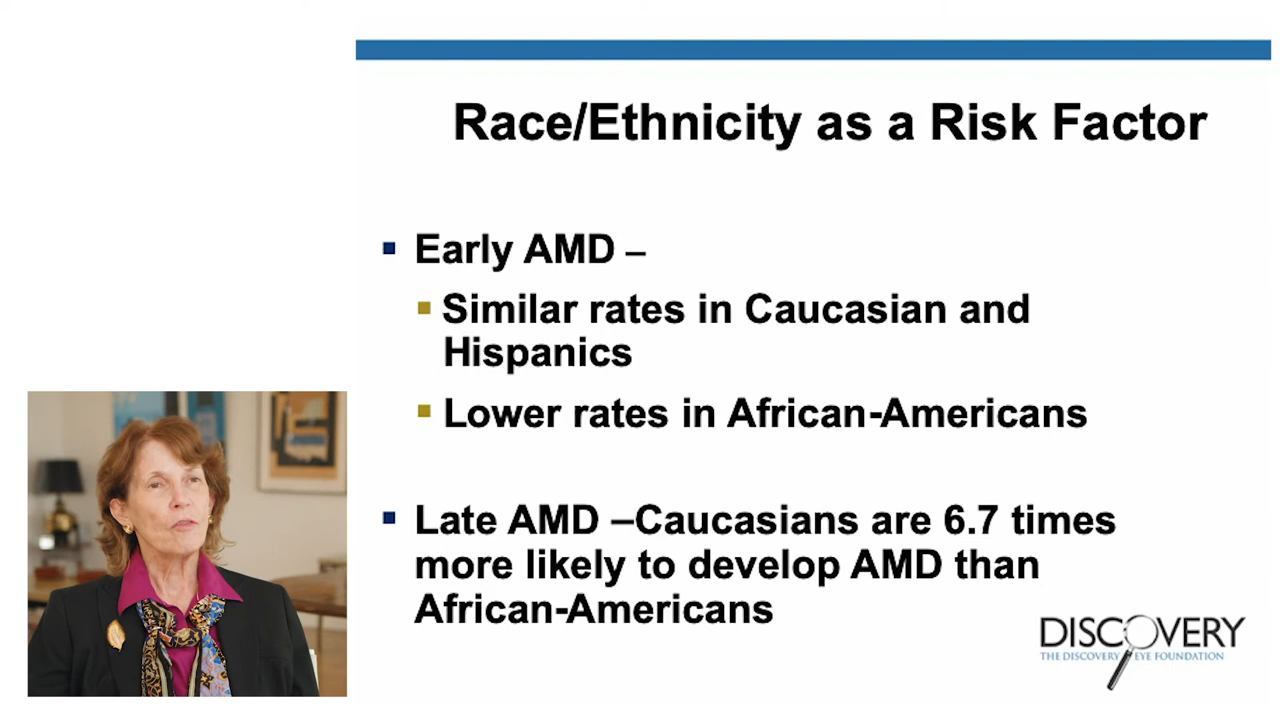 Race/Ethnicity as a Risk Factor
Early AMD –
Similar rates in Caucasian and
Hispanics
Lower rates in African-Americans
Late AMD –Caucasians are 6.7 times
more likely to develop AMD than
African-Americans
DISCOVERY
THE DISCOVERY EYE FOUNDATION